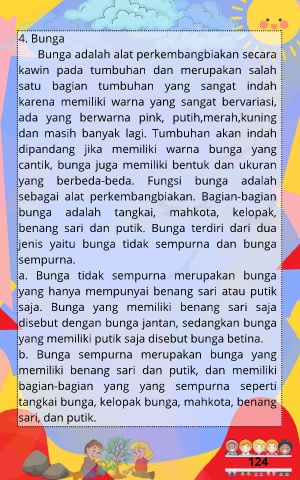 4. Bunga
Bunga adalah alat perkembangbiakan secara
kawin pada tumbuhan dan merupakan salah
satu bagian tumbuhan yang sangat indah
karena memiliki warna yang sangat bervariasi,
ada yang berwarna pink, putih,merah,kuning
dan masih banyak lagi. Tumbuhan akan indah
dipandang jika memiliki warna bunga yang
cantik, bunga juga memiliki bentuk dan ukuran
yang berbeda-beda. Fungsi bunga adalah
sebagai alat perkembangbiakan. Bagian-bagian
bunga adalah tangkai, mahkota, kelopak,
benang sari dan putik. Bunga terdiri dari dua
jenis yaitu bunga tidak sempurna dan bunga
sempurna.
a. Bunga tidak sempurna merupakan bunga
yang hanya mempunyai benang sari atau putik
saja. Bunga yang memiliki benang sari saja
disebut dengan bunga jantan, sedangkan bunga
yang memiliki putik saja disebut bunga betina.
b. Bunga sempurna merupakan bunga yang
memiliki benang sari dan putik, dan memiliki
bagian-bagian yang yang sempurna seperti
tangkai bunga, kelopak bunga, mahkota, benang
sari, dan putik.
124